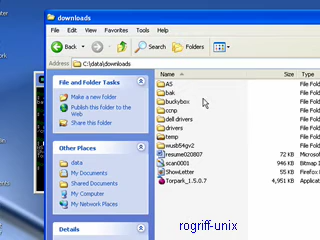 downloads
File Edit View Favorites Tools Help
Back Search Folders
Address C:\data\downloads
File and Folder Tasks
Make a new folder
Publish this folder to the Web
Share this folder
Other Places
data
My Documents
Shared Documents
My Computer
My Network Places
Details
Name Size Type
AS File Fold
bak File Fold
buckybox File Fold
ccnp File Fold
dell drivers File Fold
drivers File Fold
temp File Fold
wusb54gv2 File Fold
resume020807 72 KB Microso
scan0001 946 KB Bitmap I
ShowLetter 55 KB Firefox
Torpark_1.5.0.7 4,951 KB Applicat
rogriff-unix